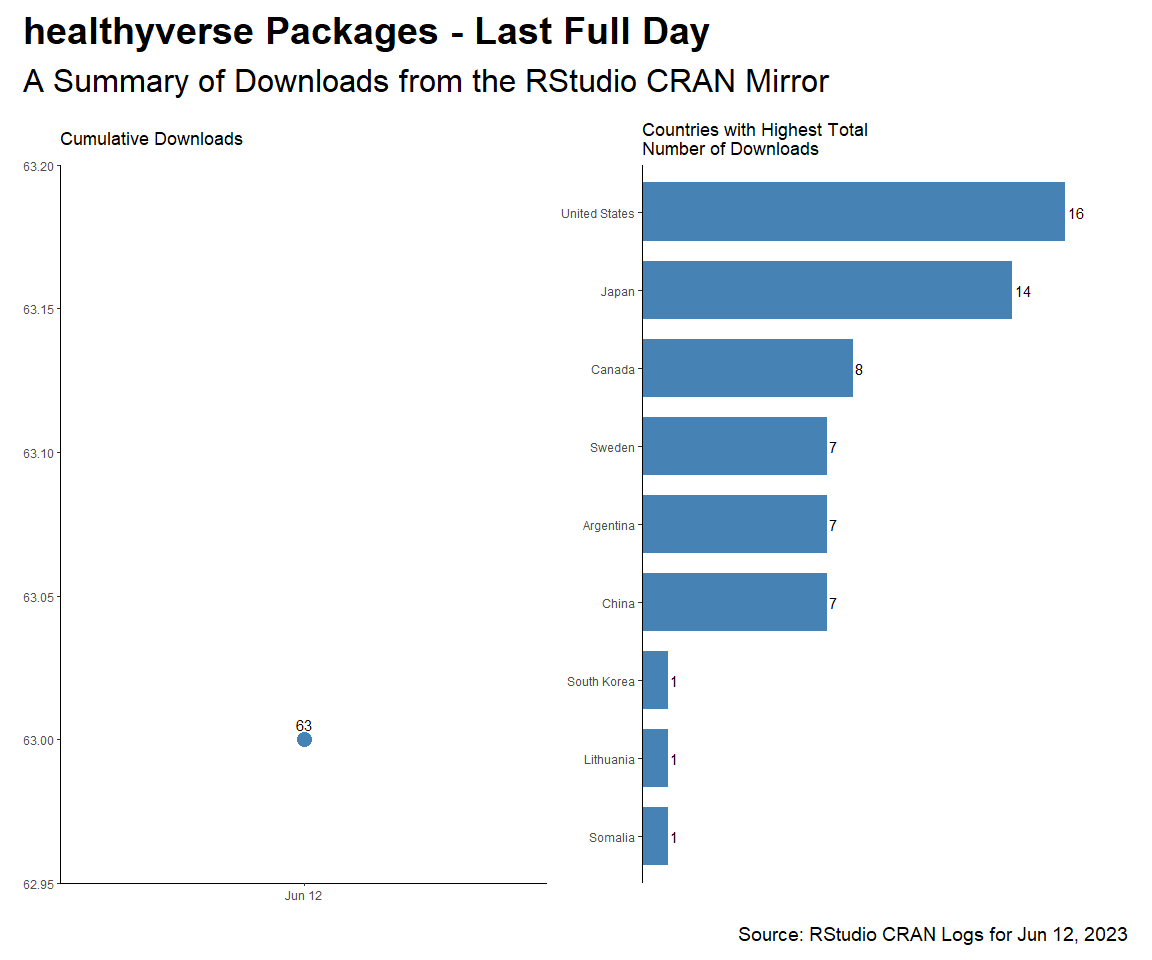 healthyverse Packages - Last Full Day
A Summary of Downloads from the RStudio CRAN Mirror
Cumulative Downloads
63.20
63.15
63.10
63.05
63.00
62.95
63
Jun 12
Countries with Highest Total
Number of Downloads
United States 16
Japan 14
Canada 8
Sweden 7
Argentina 7
China 7
South Korea 1
Lithuania 1
Somalia 1
Source: RStudio CRAN Logs for Jun 12, 2023